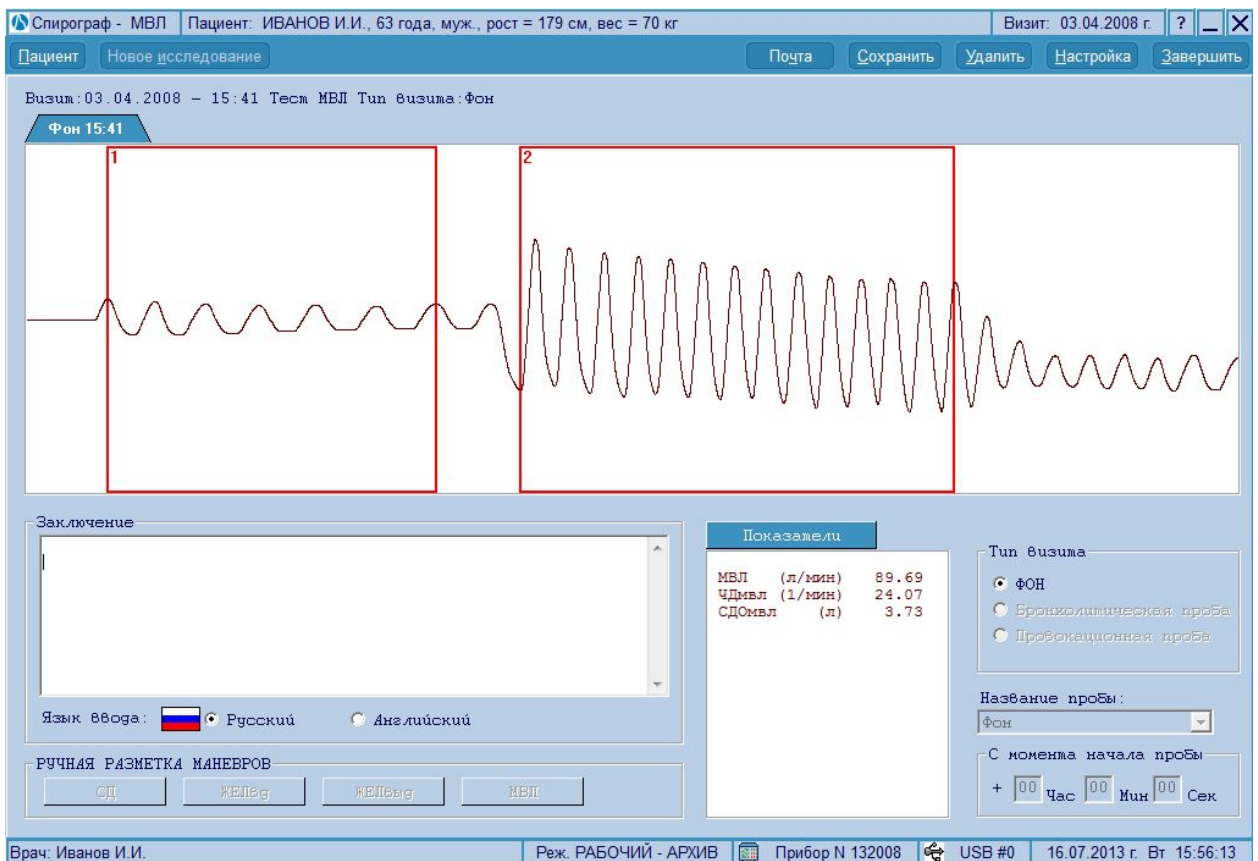 Спирограф - МВЛ Пациент: ИВАНОВ И.И., 63 года, муж., рост = 179 см, вес = 70 кг Визит: 03.04.2008 г. ?
Пациент Новое исследование Почта Сохранить Удалить Настройка Завершить
Визит:03.04.2008 – 15:41 Тест МВЛ Тип визита:Фон
Фон 15:41
1 2
Заключение
Язык ввода: Русский Английский
РУЧНАЯ РАЗМЕТКА МАНЕВРОВ
СД ЖЕЛвд ЖЕЛвыд МВЛ
Показатели
МВЛ (л/мин) 89.69
ЧДмвл (1/мин) 24.07
СДОмвл (л) 3.73
Тип визита
ФОН
Бронхолитическая проба
Провокационная проба
Название пробы:
Фон
С момента начала пробы
+ 00 Час 00 Мин 00 Сек
Врач: Иванов И.И. Реж. РАБОЧИЙ - АРХИВ Прибор N 132008 USB #0 16.07.2013 г. Вт 15:56:13